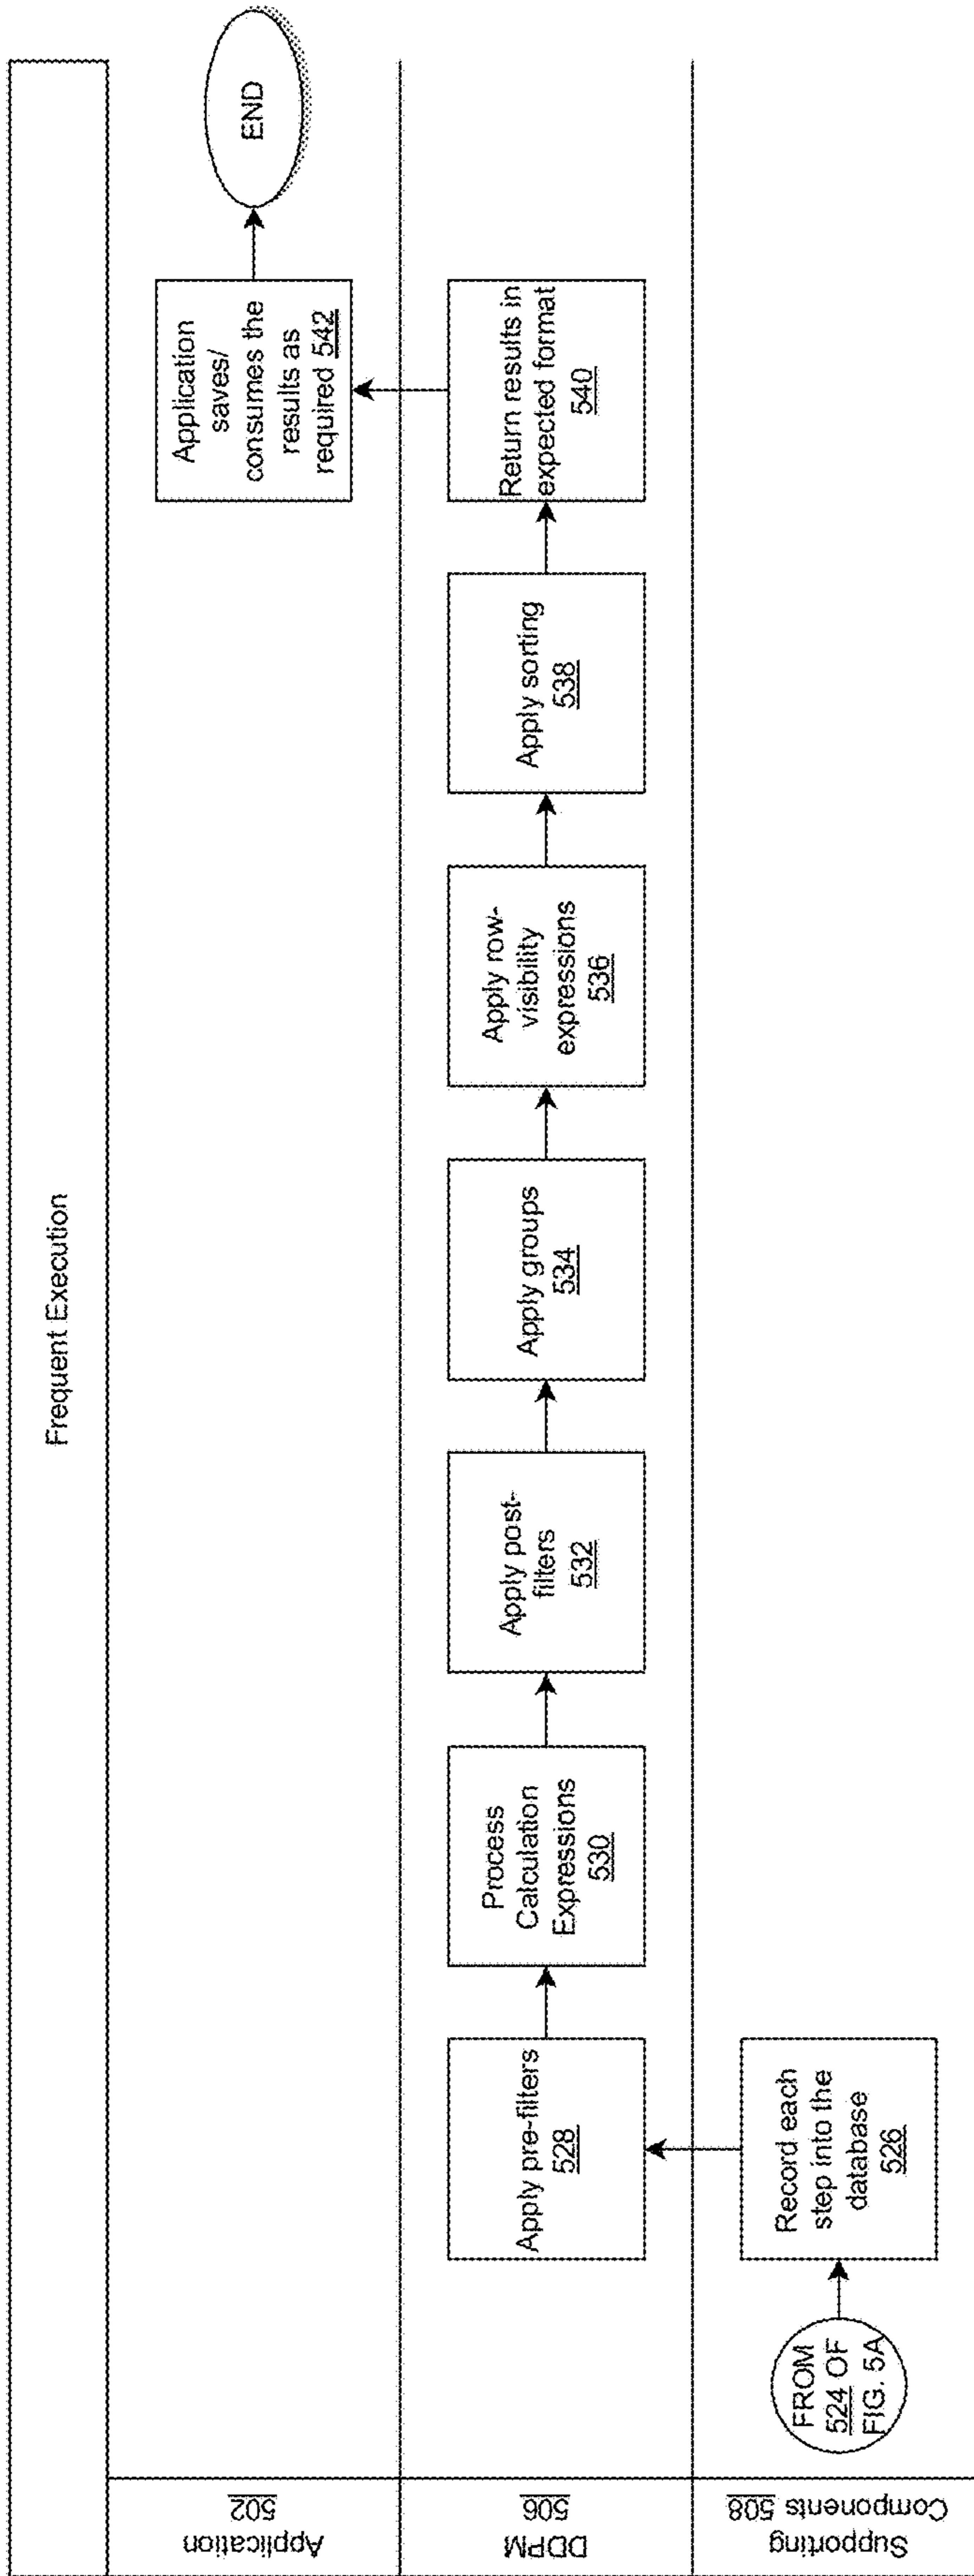 Frequent Execution
Application
502
END
Application
saves/
consumes the
results as
required 542
DDPM
506
Apply pre-filters
528
Process
Calculation
Expressions
530
Apply post-
filters
532
Apply groups
534
Apply row-
visibility
expressions
536
Apply sorting
538
Return results in
expected format
540
Supporting
Components 508
FROM
524 OF
FIG. 5A
Record each
step into the
database
526